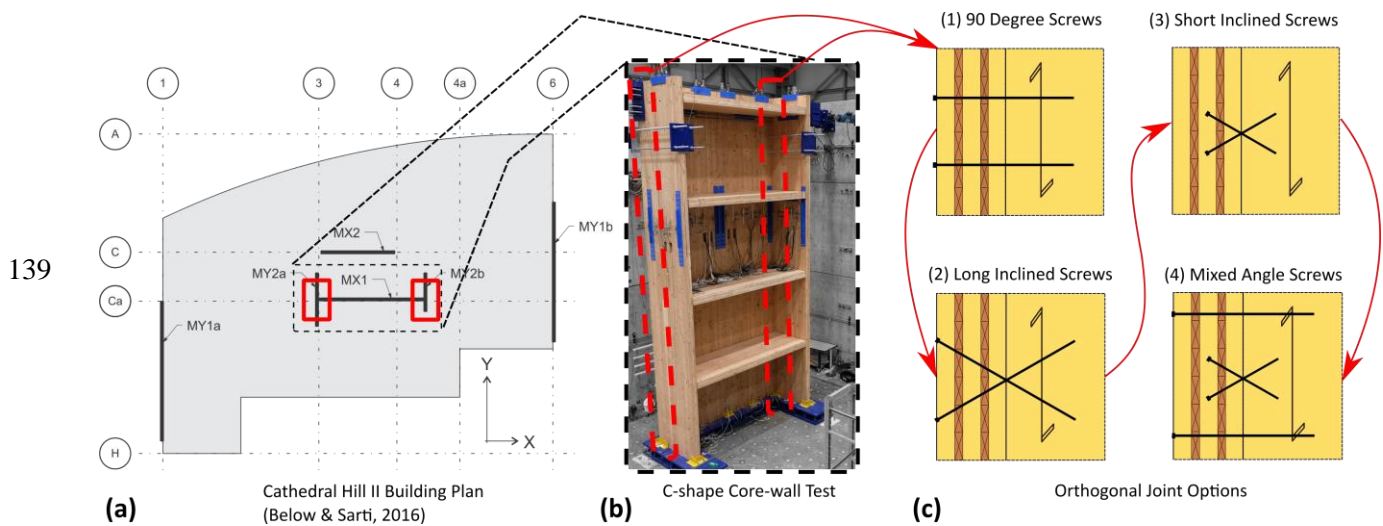 139
1
3
4
4a
6
A
C
Ca
H
MX2
MY2a
MX1
MY2b
MY1b
MY1a
Y
X
(a)
Cathedral Hill II Building Plan
(Below & Sarti, 2016)
(b)
C-shape Core-wall Test
(1) 90 Degree Screws
(3) Short Inclined Screws
(2) Long Inclined Screws
(4) Mixed Angle Screws
(c)
Orthogonal Joint Options